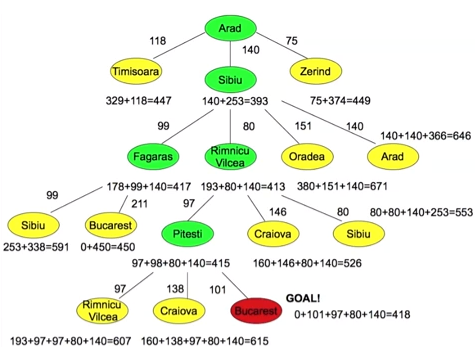 Arad
118
140
75
Timisoara
Sibiu
Zerind
329+118=447
140+253=393
75+374=449
99
80
151
140
140+140+366=646
Fagaras
Rimnicu
Vilcea
Oradea
Arad
178+99+140=417
193+80+140=413
380+151+140=671
99
211
97
146
80
80+80+140+253=553
Sibiu
Bucarest
Pitesti
Craiova
Sibiu
253+338=591
0+450=450
97+98+80+140=415
160+146+80+140=526
97
138
101
Rimnicu
Vilcea
Craiova
Bucarest
GOAL!
0+101+97+80+140=418
193+97+97+80+140=607
160+138+97+80+140=615